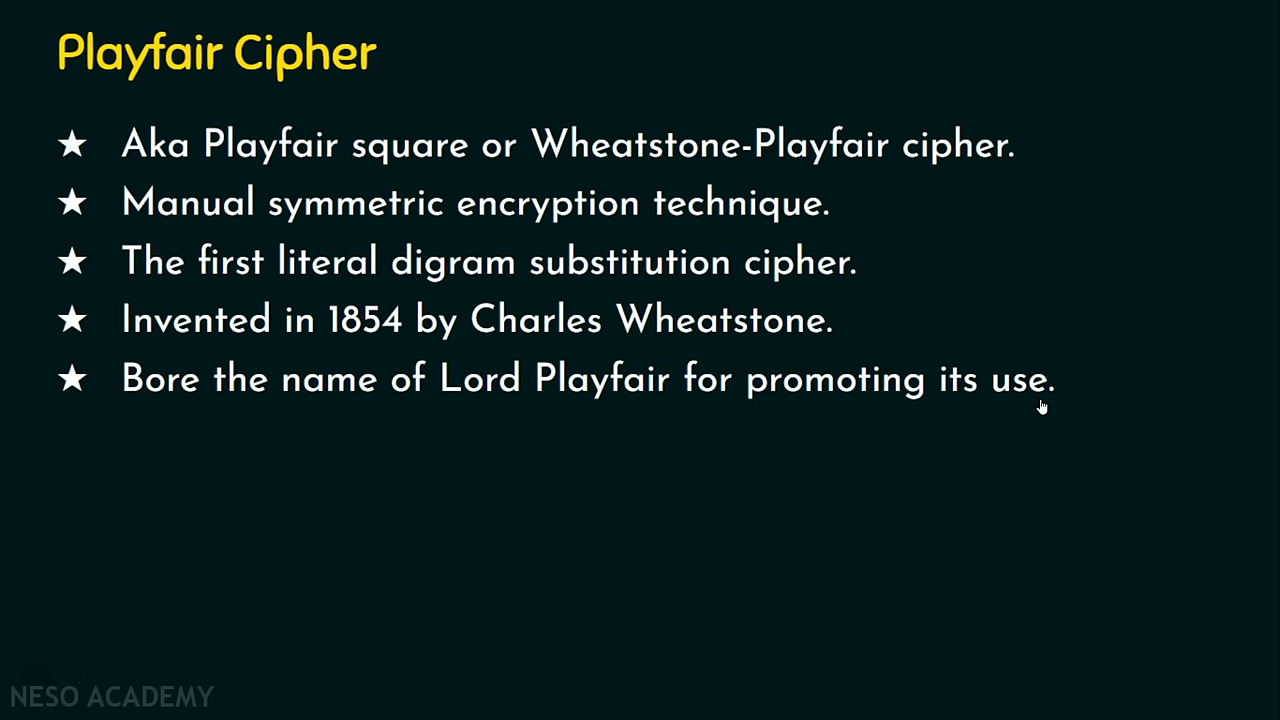 Playfair Cipher
★ Aka Playfair square or Wheatstone-Playfair cipher.
★ Manual symmetric encryption technique.
★ The first literal digram substitution cipher.
★ Invented in 1854 by Charles Wheatstone.
★ Bore the name of Lord Playfair for promoting its use.
NESO ACADEMY